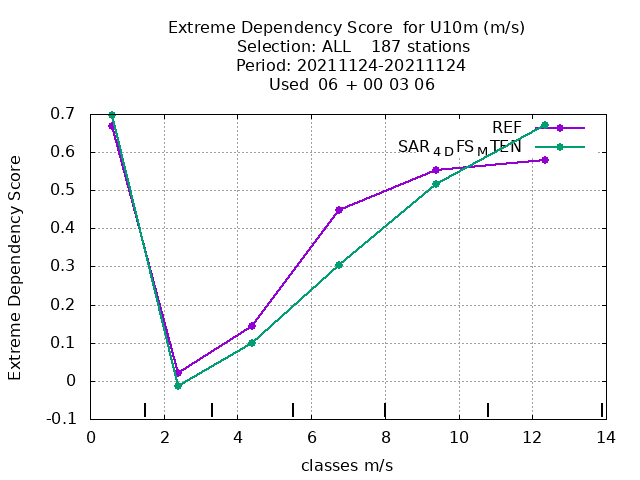 Extreme Dependency Score  for U10m (m/s)
Selection: ALL    187 stations
Period: 20211124-20211124
Used  06 + 00 03 06
REF
SAR4DFSMTEN
Extreme Dependency Score
0.7
0.6
0.5
0.4
0.3
0.2
0.1
0
-0.1
0 2 4 6 8 10 12 14
classes m/s